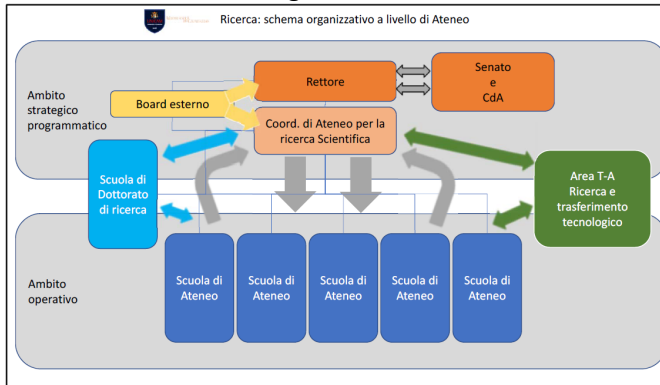 Ricerca: schema organizzativo a livello di Ateneo
Ambito
strategico
programmatico
Board esterno
Rettore
Senato
e
CdA
Coord. di Ateneo per la
ricerca Scientifica
Scuola di
Dottorato
di ricerca
Area T-A
Ricerca e
trasferimento
tecnologico
Ambito
operativo
Scuola di
Ateneo
Scuola di
Ateneo
Scuola di
Ateneo
Scuola di
Ateneo
Scuola di
Ateneo